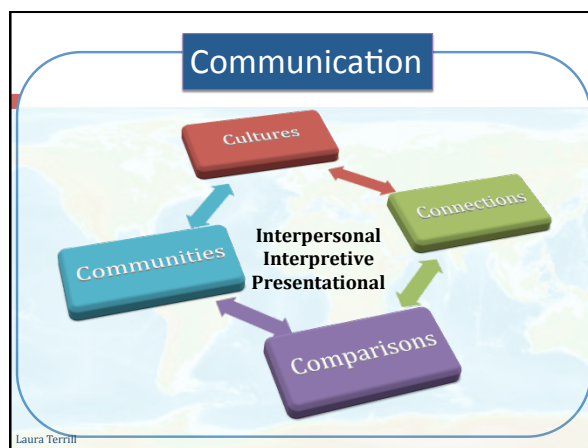 Communication
Cultures
Connections
Communities
Interpersonal
Interpretive
Presentational
Comparisons
Laura Terrill